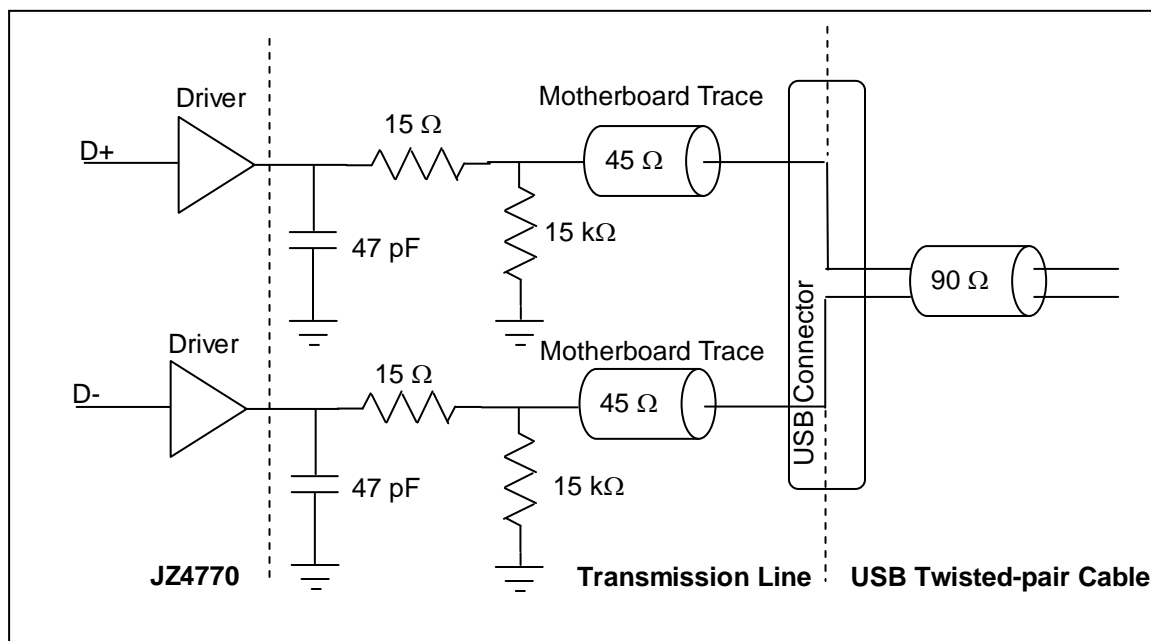 Driver
Motherboard Trace
15 Ω
D+
45 Ω
15 kΩ
47 pF
90 Ω
USB Connector
Driver
Motherboard Trace
15 Ω
D-
45 Ω
15 kΩ
47 pF
JZ4770
Transmission Line
USB Twisted-pair Cable